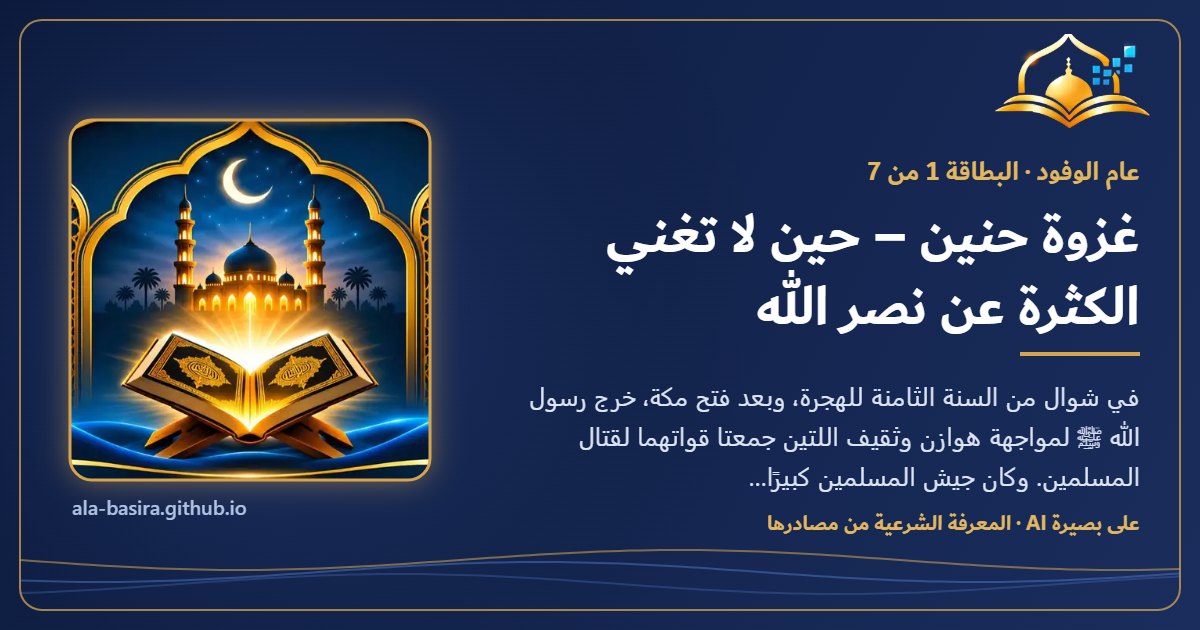 عام الوفود · البطاقة 1 من 7
غزوة حنين – حين لا تغني
الكثرة عن نصر الله
في شوال من السنة الثامنة للهجرة، وبعد فتح مكة، خرج رسول
الله ﷺ لمواجهة هوازن وثقيف اللتين جمعتا قواتهما لقتال
المسلمين. وكان جيش المسلمين كبيرًا...
على بصيرة AI · المعرفة الشرعية من مصادرها
ala-basira.github.io